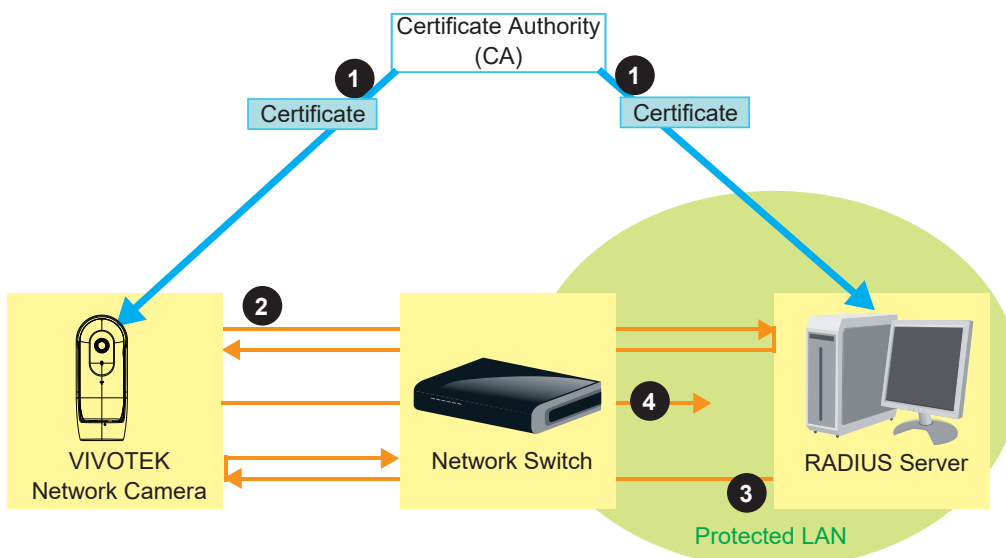 Certificate Authority
(CA)
1
1
Certificate
Certificate
2
4
VIVOTEK
Network Camera
Network Switch
RADIUS Server
3
Protected LAN